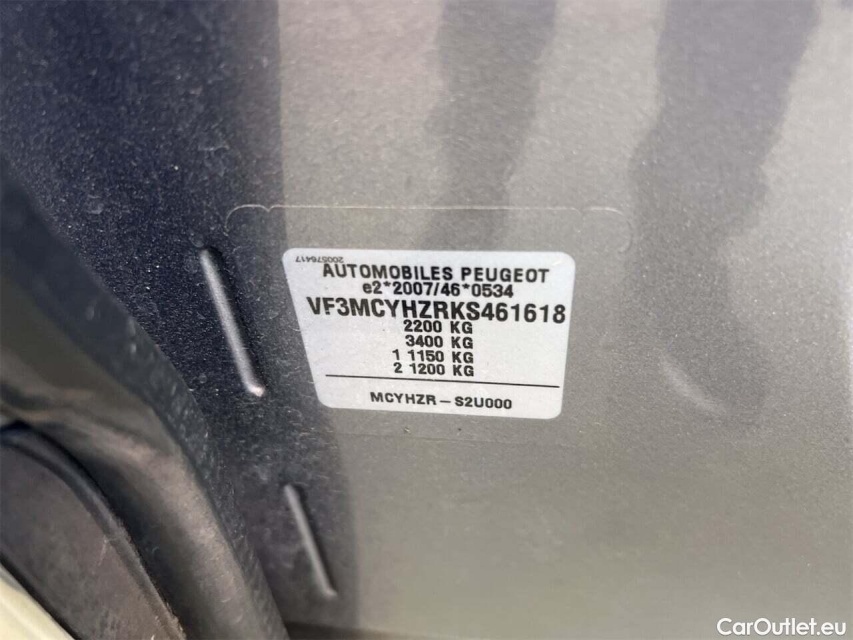 200576417
AUTOMOBILES PEUGEOT
e2*2007/46*0534
VF3MCYHZRKS461618
2200 KG
3400 KG
1 1150 KG
2 1200 KG
MCYHZR – S2U000
CarOutlet.eu